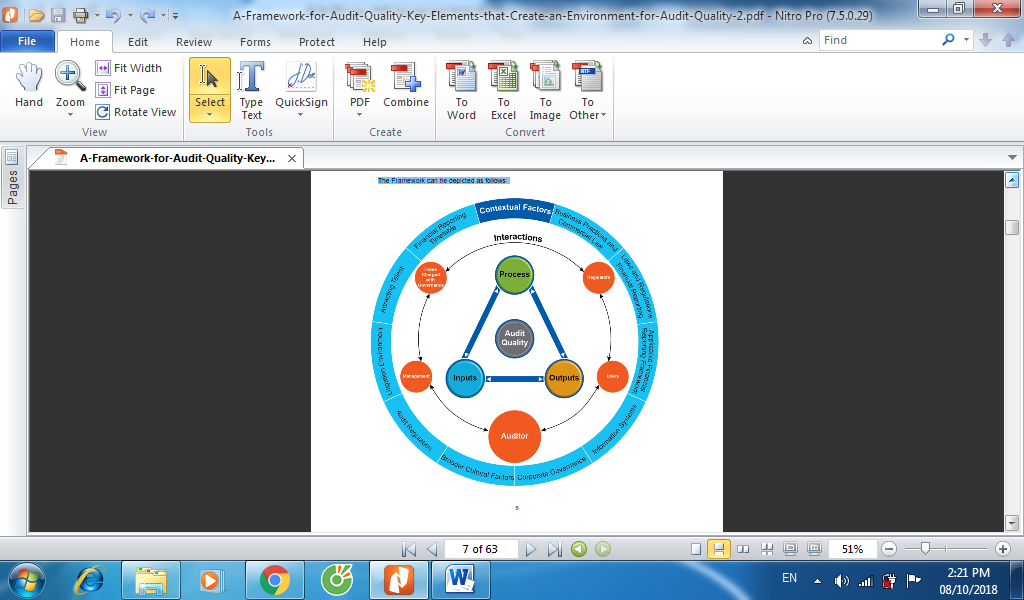 A-Framework-for-Audit-Quality-Key-Elements-that-Create-an-Environment-for-Audit-Quality-2.pdf - Nitro Pro (7.5.0.29)
File
Home
Edit
Review
Forms
Protect
Help
Find
Hand
Zoom
Fit Width
Fit Page
Rotate View
View
Select
Type
Text
QuickSign
Tools
PDF
Combine
Create
To
Word
To
Excel
To
Image
To
Other
Convert
A-Framework-for-Audit-Quality-Key...
Pages
The Framework can be depicted as follows:
Contextual Factors
Business Practices and
Commercial Law
Laws and Regulations
Financial Reporting
Applicable Financial
Reporting Framework
Information Systems
Corporate Governance
Broader Cultural Factors
Audit Regulation
Litigation Environment
Attracting Talent
Financial Reporting
Timetable
Interactions
Those
Charged
with
Governance
Process
Regulators
Audit
Quality
Management
Inputs
Outputs
Users
Auditor
5
7 of 63
51%
EN
2:21 PM
08/10/2018